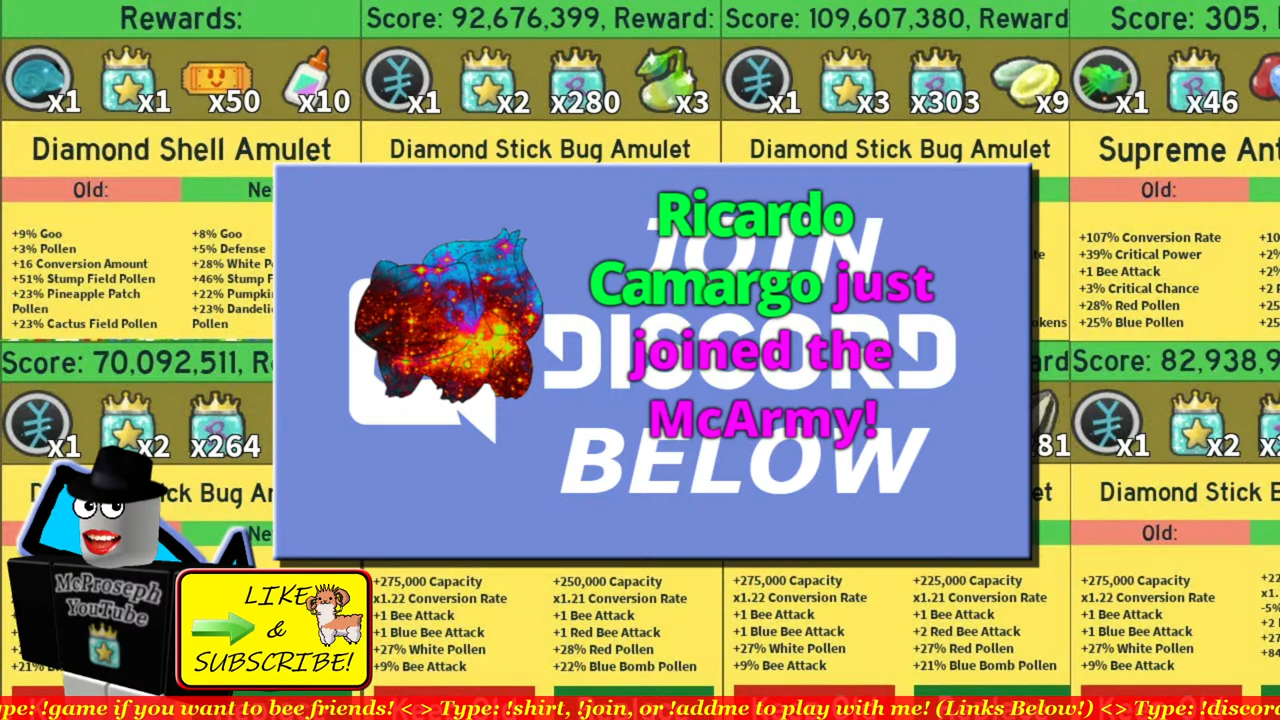 Rewards:
x1 x1 x50 x10
Diamond Shell Amulet
Old: Ne
+9% Goo
+3% Pollen
+16 Conversion Amount
+51% Stump Field Pollen
+23% Pineapple Patch
Pollen
+23% Cactus Field Pollen
+8% Goo
+5% Defense
+28% White P
+46% Stump F
+22% Pumpki
+23% Dandeli
Pollen
Score: 92,676,399, Reward:
x1 x2 x280 x3
Diamond Stick Bug Amulet
Score: 109,607,380, Reward
x1 x3 x303 x9
Diamond Stick Bug Amulet
Score: 305,
x1 x46
Supreme Ant
Old:
+107% Conversion Rate
+39% Critical Power
+1 Bee Attack
+3% Critical Chance
+28% Red Pollen
+25% Blue Pollen
JOIN
DISCORD
BELOW
Ricardo
Camargo just
joined the
McArmy!
Score: 70,092,511, R
x1 x2 x264
ick Bug A
Ne
+275,000 Capacity
x1.22 Conversion Rate
+1 Bee Attack
+1 Blue Bee Attack
+27% White Pollen
+9% Bee Attack
+250,000 Capacity
x1.21 Conversion Rate
+1 Bee Attack
+1 Red Bee Attack
+28% Red Pollen
+22% Blue Bomb Pollen
+275,000 Capacity
x1.22 Conversion Rate
+1 Bee Attack
+1 Blue Bee Attack
+27% White Pollen
+9% Bee Attack
+225,000 Capacity
x1.21 Conversion Rate
+1 Bee Attack
+2 Red Bee Attack
+27% Red Pollen
+21% Blue Bomb Pollen
ard
81
et
Score: 82,938,9
x1 x2
Diamond Stick B
Old:
+275,000 Capacity
x1.22 Conversion Rate
+1 Bee Attack
+1 Blue Bee Attack
+27% White Pollen
+9% Bee Attack
McProseph
YouTube
LIKE
&
SUBSCRIBE!
ype: !game if you want to bee friends! <> Type: !shirt, !join, or !addme to play with me! (Links Below!) <> Type: !discor